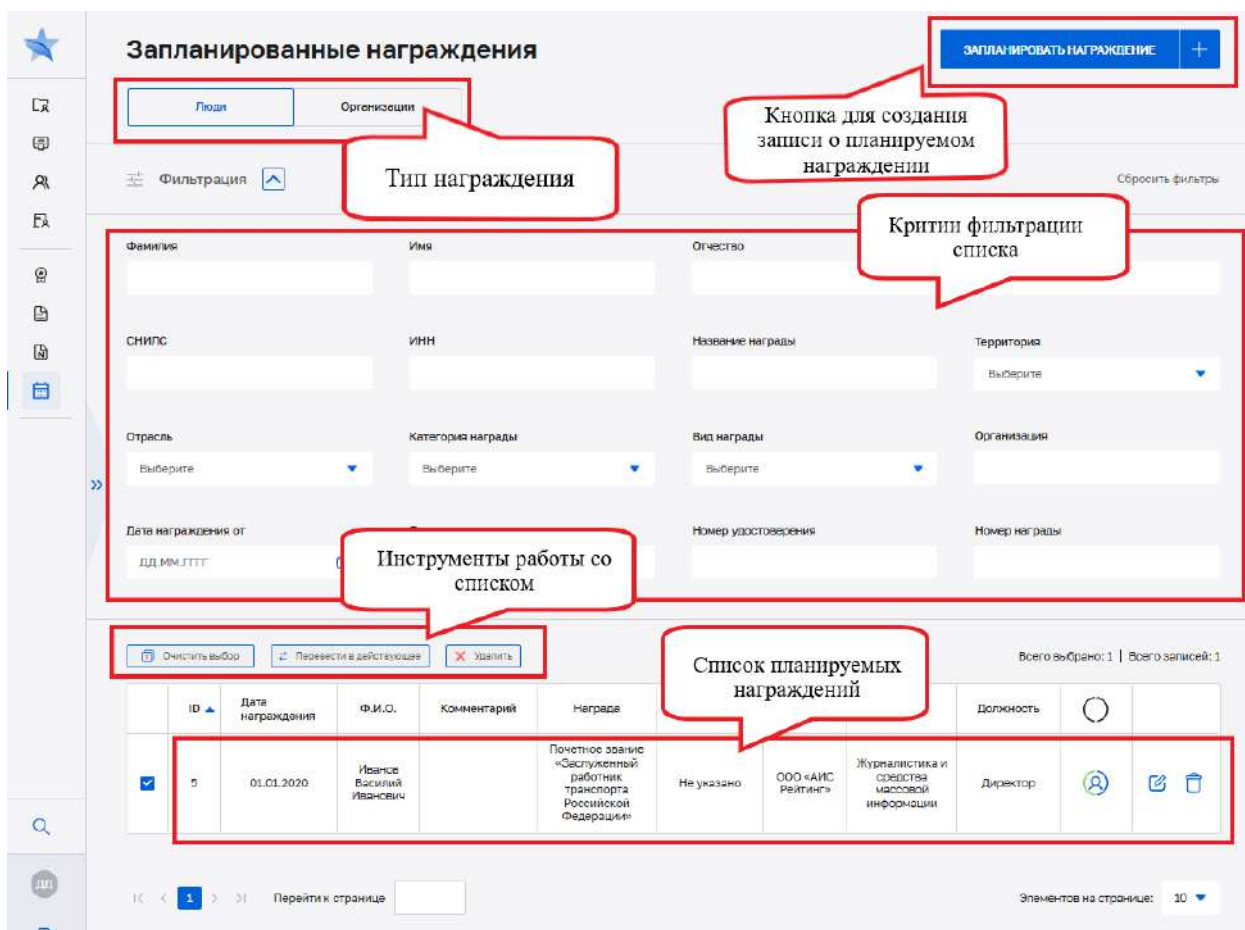 Запланированные награждения
ЗАПЛАНИРОВАТЬ НАГРАЖДЕНИЕ
Люди
Организации
Кнопка для создания
записи о планируемом
награждении
Тип награждения
Фильтрация
Сбросить фильтры
Критии фильтрации
списка
Фамилия
Имя
Отчество
СНИЛС
ИНН
Название награды
Территория
Выберите
Отрасль
Категория награды
Вид награды
Организация
Выберите
Выберите
Выберите
Дата награждения от
Номер удостоверения
Номер награды
ДД.ММ.ГГГГ
Инструменты работы со
списком
Очистить выбор
Перевести в действующее
Удалить
Список планируемых
награждений
Всего выбрано: 1
Всего записей: 1
ID
Дата
награждения
Ф.И.О.
Комментарий
Награда
Должность
5
01.01.2020
Иванов
Василий
Иванович
Почетное звание
«Заслуженный
работник
транспорта
Российской
Федерации»
Не указано
ООО «АИС
Рейтинг»
Журналистика и
средства
массовой
информации
Директор
1
Перейти к странице
Элементов на странице:
10